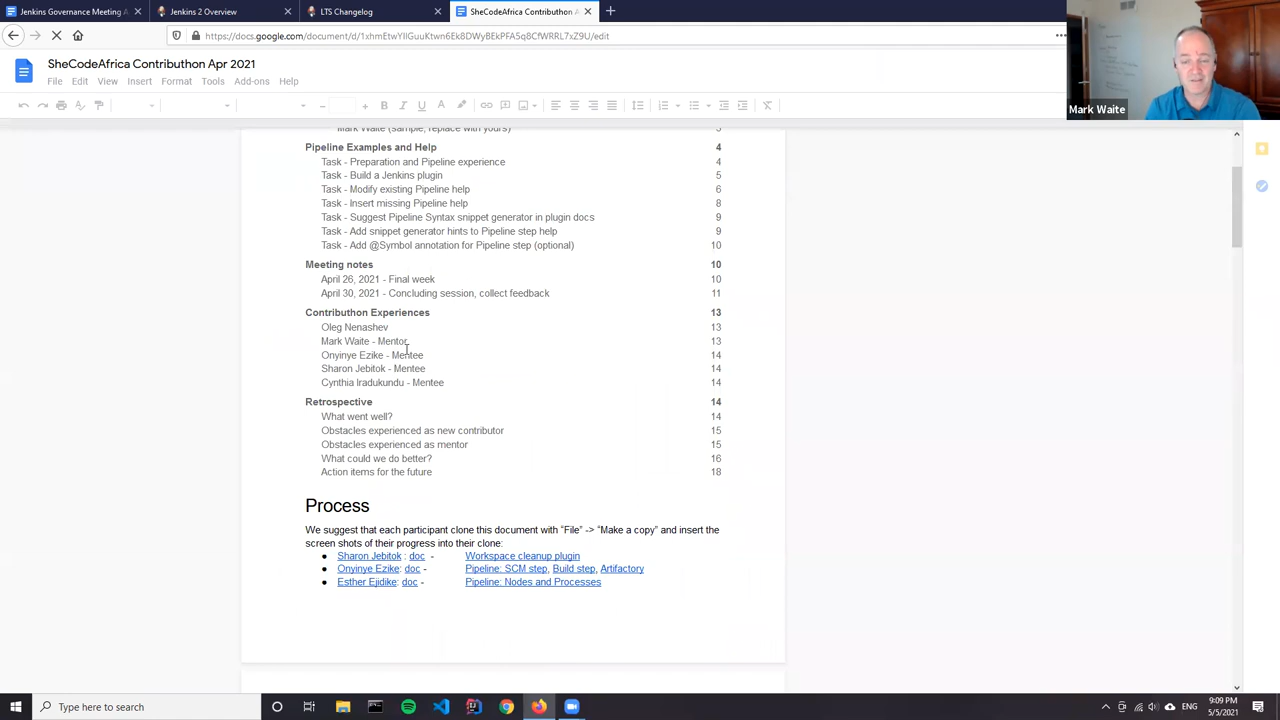 Jenkins Governance Meeting A
Jenkins 2 Overview
LTS Changelog
SheCodeAfrica Contributhon A
https://docs.google.com/document/d/1xhmEtwYIlGuuKtwn6Ek8DWyBEkPFA5q8CfWRRL7xZ9U/edit
SheCodeAfrica Contributhon Apr 2021
File Edit View Insert Format Tools Add-ons Help
Mark Waite
Mark Waite (sample, replace with yours) 3
Pipeline Examples and Help 4
Task - Preparation and Pipeline experience 4
Task - Build a Jenkins plugin 5
Task - Modify existing Pipeline help 6
Task - Insert missing Pipeline help 8
Task - Suggest Pipeline Syntax snippet generator in plugin docs 9
Task - Add snippet generator hints to Pipeline step help 9
Task - Add @Symbol annotation for Pipeline step (optional) 10
Meeting notes 10
April 26, 2021 - Final week 10
April 30, 2021 - Concluding session, collect feedback 11
Contributhon Experiences 13
Oleg Nenashev 13
Mark Waite - Mentor 13
Onyinye Ezike - Mentee 14
Sharon Jebitok - Mentee 14
Cynthia Iradukundu - Mentee 14
Retrospective 14
What went well? 14
Obstacles experienced as new contributor 15
Obstacles experienced as mentor 15
What could we do better? 16
Action items for the future 18
Process
We suggest that each participant clone this document with “File” -> “Make a copy” and insert the
screen shots of their progress into their clone:
● Sharon Jebitok : doc - Workspace cleanup plugin
● Onyinye Ezike: doc - Pipeline: SCM step, Build step, Artifactory
● Esther Ejidike: doc - Pipeline: Nodes and Processes
Type here to search
9:09 PM
5/5/2021